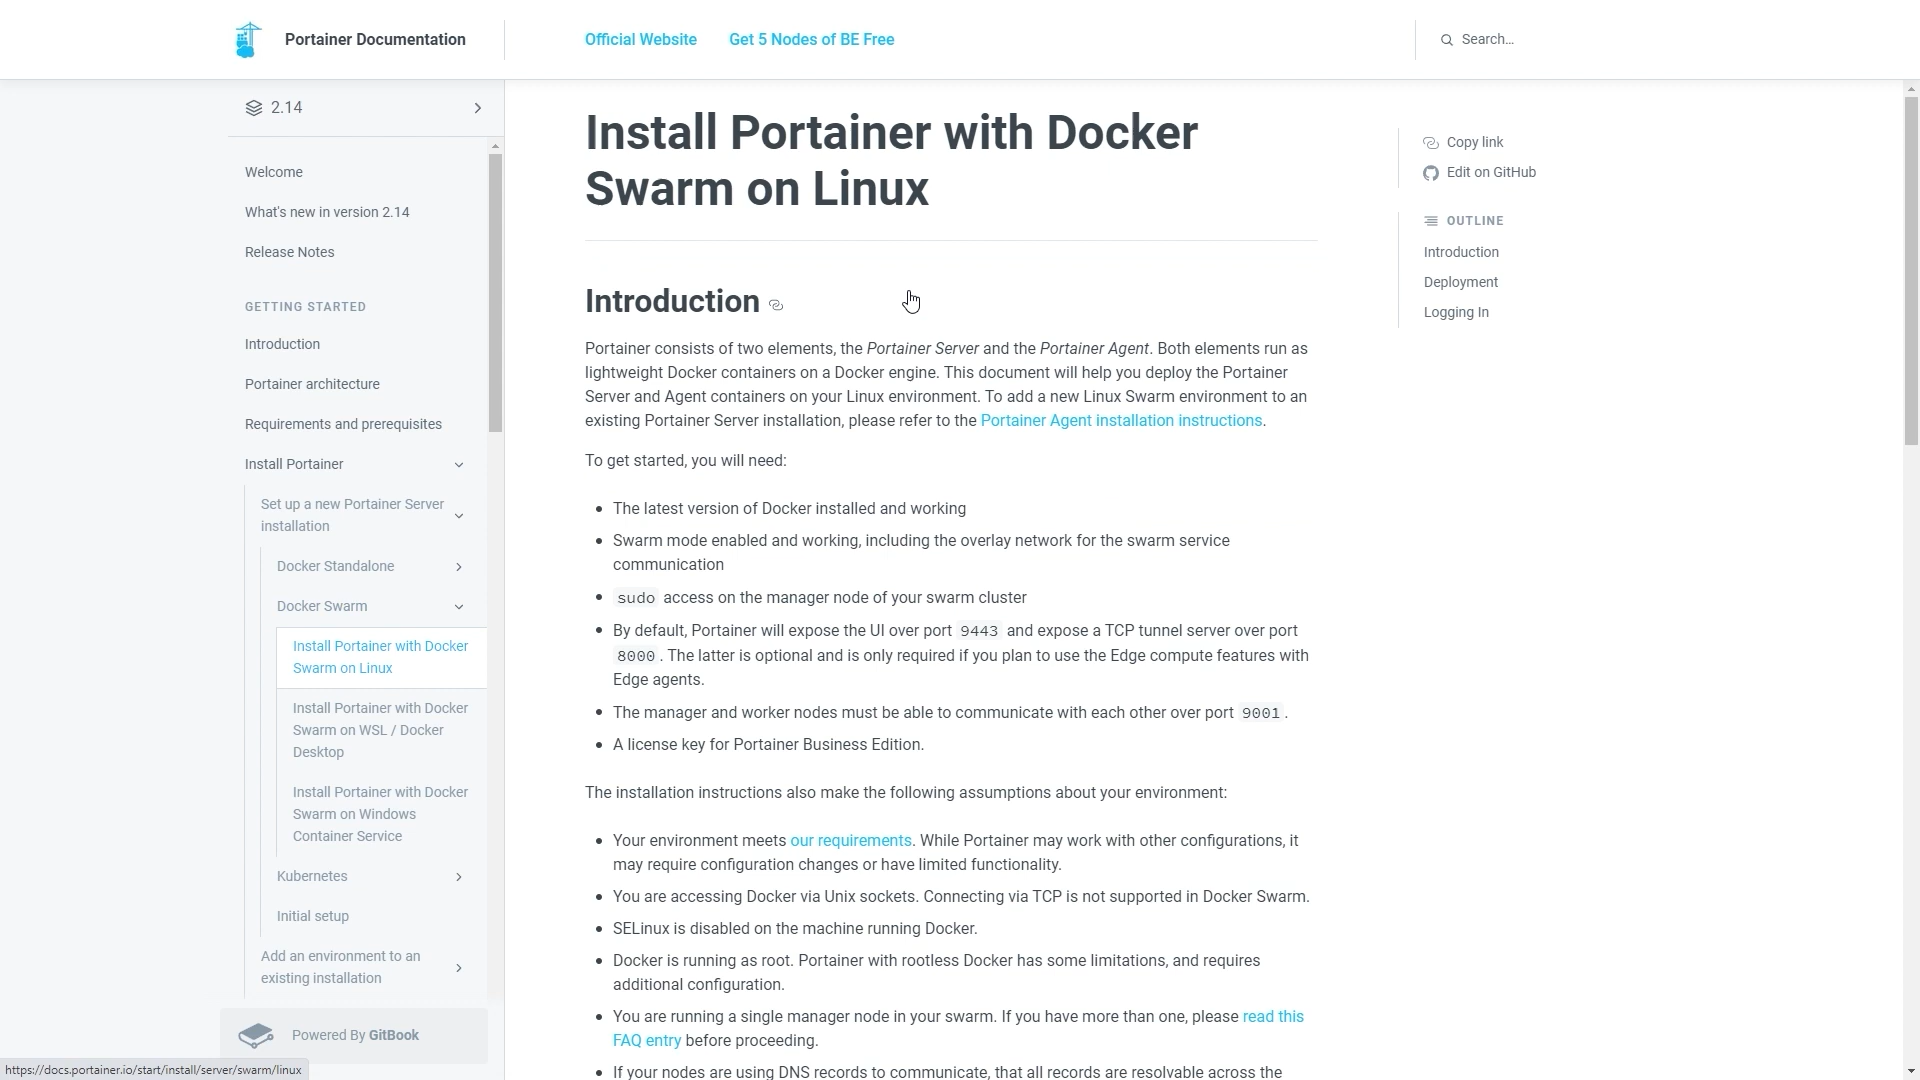 Portainer Documentation
Official Website
Get 5 Nodes of BE Free
Search…
2.14
Welcome
What's new in version 2.14
Release Notes
GETTING STARTED
Introduction
Portainer architecture
Requirements and prerequisites
Install Portainer
Set up a new Portainer Server
installation
Docker Standalone
Docker Swarm
Install Portainer with Docker
Swarm on Linux
Install Portainer with Docker
Swarm on WSL / Docker
Desktop
Install Portainer with Docker
Swarm on Windows
Container Service
Kubernetes
Initial setup
Add an environment to an
existing installation
Powered By GitBook
https://docs.portainer.io/start/install/server/swarm/linux
Install Portainer with Docker
Swarm on Linux
Introduction
Portainer consists of two elements, the Portainer Server and the Portainer Agent. Both elements run as
lightweight Docker containers on a Docker engine. This document will help you deploy the Portainer
Server and Agent containers on your Linux environment. To add a new Linux Swarm environment to an
existing Portainer Server installation, please refer to the Portainer Agent installation instructions.
To get started, you will need:
• The latest version of Docker installed and working
• Swarm mode enabled and working, including the overlay network for the swarm service
communication
• sudo access on the manager node of your swarm cluster
• By default, Portainer will expose the UI over port 9443 and expose a TCP tunnel server over port
8000. The latter is optional and is only required if you plan to use the Edge compute features with
Edge agents.
• The manager and worker nodes must be able to communicate with each other over port 9001.
• A license key for Portainer Business Edition.
The installation instructions also make the following assumptions about your environment:
• Your environment meets our requirements. While Portainer may work with other configurations, it
may require configuration changes or have limited functionality.
• You are accessing Docker via Unix sockets. Connecting via TCP is not supported in Docker Swarm.
• SELinux is disabled on the machine running Docker.
• Docker is running as root. Portainer with rootless Docker has some limitations, and requires
additional configuration.
• You are running a single manager node in your swarm. If you have more than one, please read this
FAQ entry before proceeding.
• If your nodes are using DNS records to communicate, that all records are resolvable across the
Copy link
Edit on GitHub
OUTLINE
Introduction
Deployment
Logging In